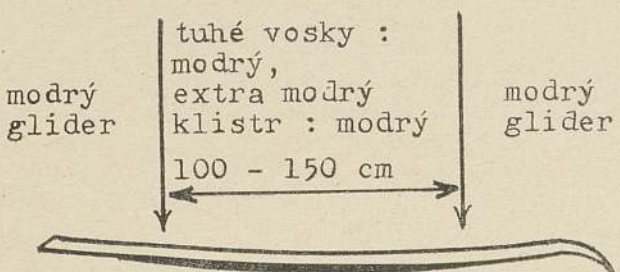 tuhé vosky :
modrý,
extra modrý
klistr : modrý
100 - 150 cm
modrý
glider
modrý
glider